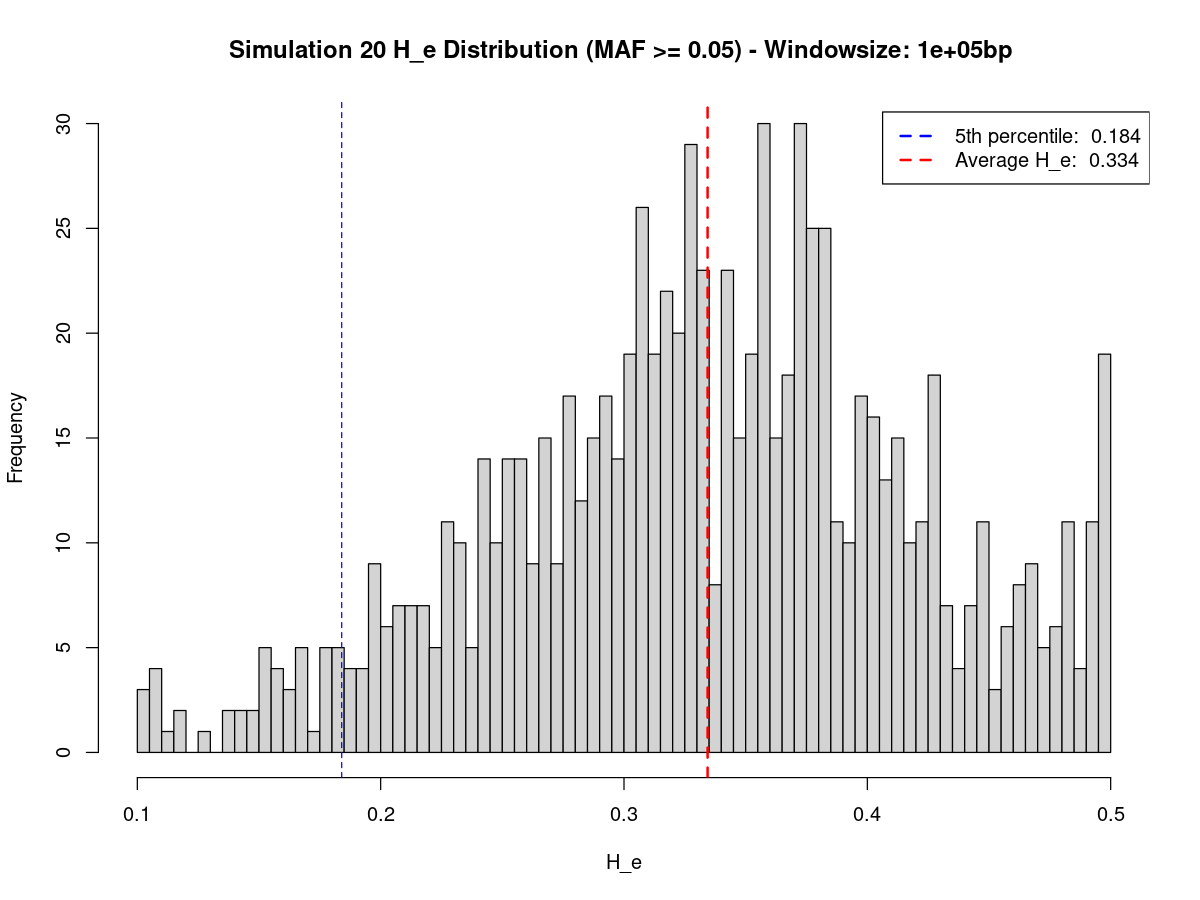 Simulation 20 H_e Distribution (MAF >= 0.05) - Windowsize: 1e+05bp
5th percentile:  0.184
Average H_e:  0.334
Frequency
30
25
20
15
10
5
0
0.1 0.2 0.3 0.4 0.5
H_e